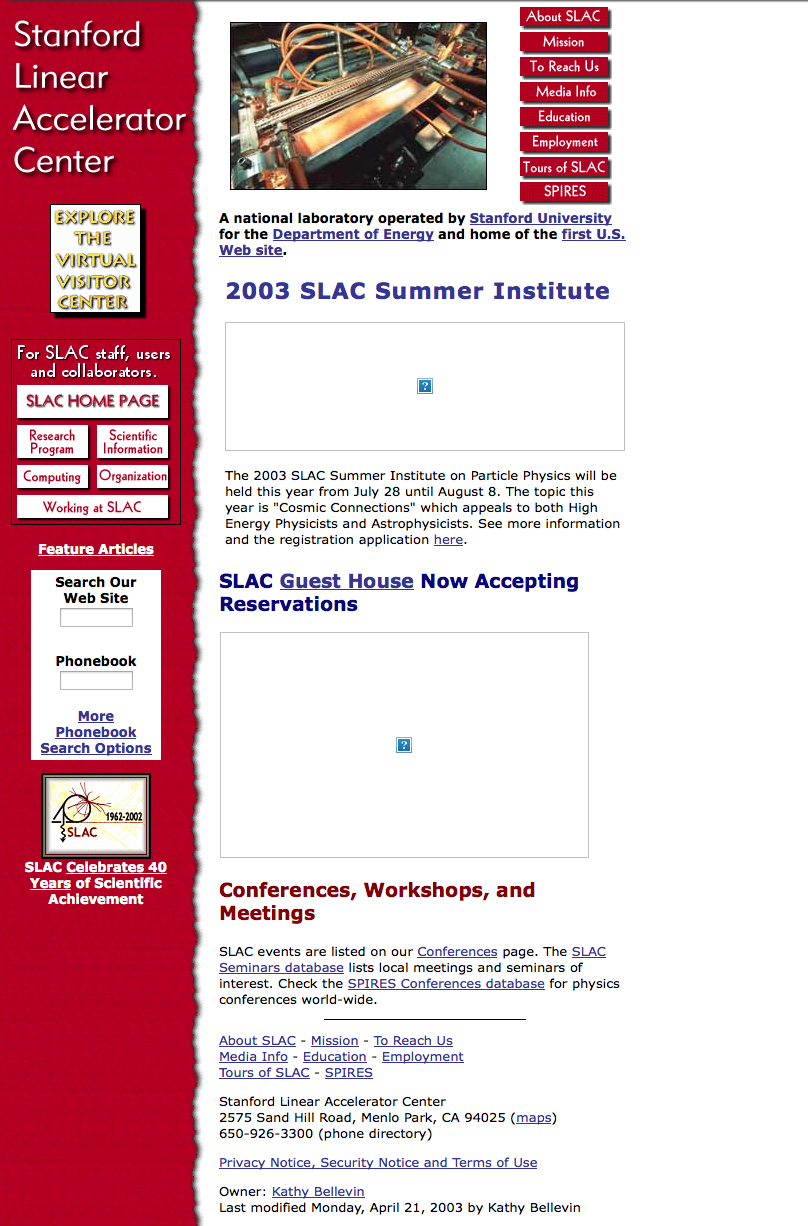 Stanford
Linear
Accelerator
Center
EXPLORE
THE
VIRTUAL
VISITOR
CENTER
For SLAC staff, users
and collaborators.
SLAC HOME PAGE
Research
Program
Scientific
Information
Computing
Organization
Working at SLAC
Feature Articles
Search Our
Web Site
Phonebook
More
Phonebook
Search Options
1962-2002
SLAC
SLAC Celebrates 40
Years of Scientific
Achievement
About SLAC
Mission
To Reach Us
Media Info
Education
Employment
Tours of SLAC
SPIRES
A national laboratory operated by Stanford University
for the Department of Energy and home of the first U.S.
Web site.
2003 SLAC Summer Institute
?
The 2003 SLAC Summer Institute on Particle Physics will be
held this year from July 28 until August 8. The topic this
year is "Cosmic Connections" which appeals to both High
Energy Physicists and Astrophysicists. See more information
and the registration application here.
SLAC Guest House Now Accepting
Reservations
?
Conferences, Workshops, and
Meetings
SLAC events are listed on our Conferences page. The SLAC
Seminars database lists local meetings and seminars of
interest. Check the SPIRES Conferences database for physics
conferences world-wide.
About SLAC - Mission - To Reach Us
Media Info - Education - Employment
Tours of SLAC - SPIRES
Stanford Linear Accelerator Center
2575 Sand Hill Road, Menlo Park, CA 94025 (maps)
650-926-3300 (phone directory)
Privacy Notice, Security Notice and Terms of Use
Owner: Kathy Bellevin
Last modified Monday, April 21, 2003 by Kathy Bellevin